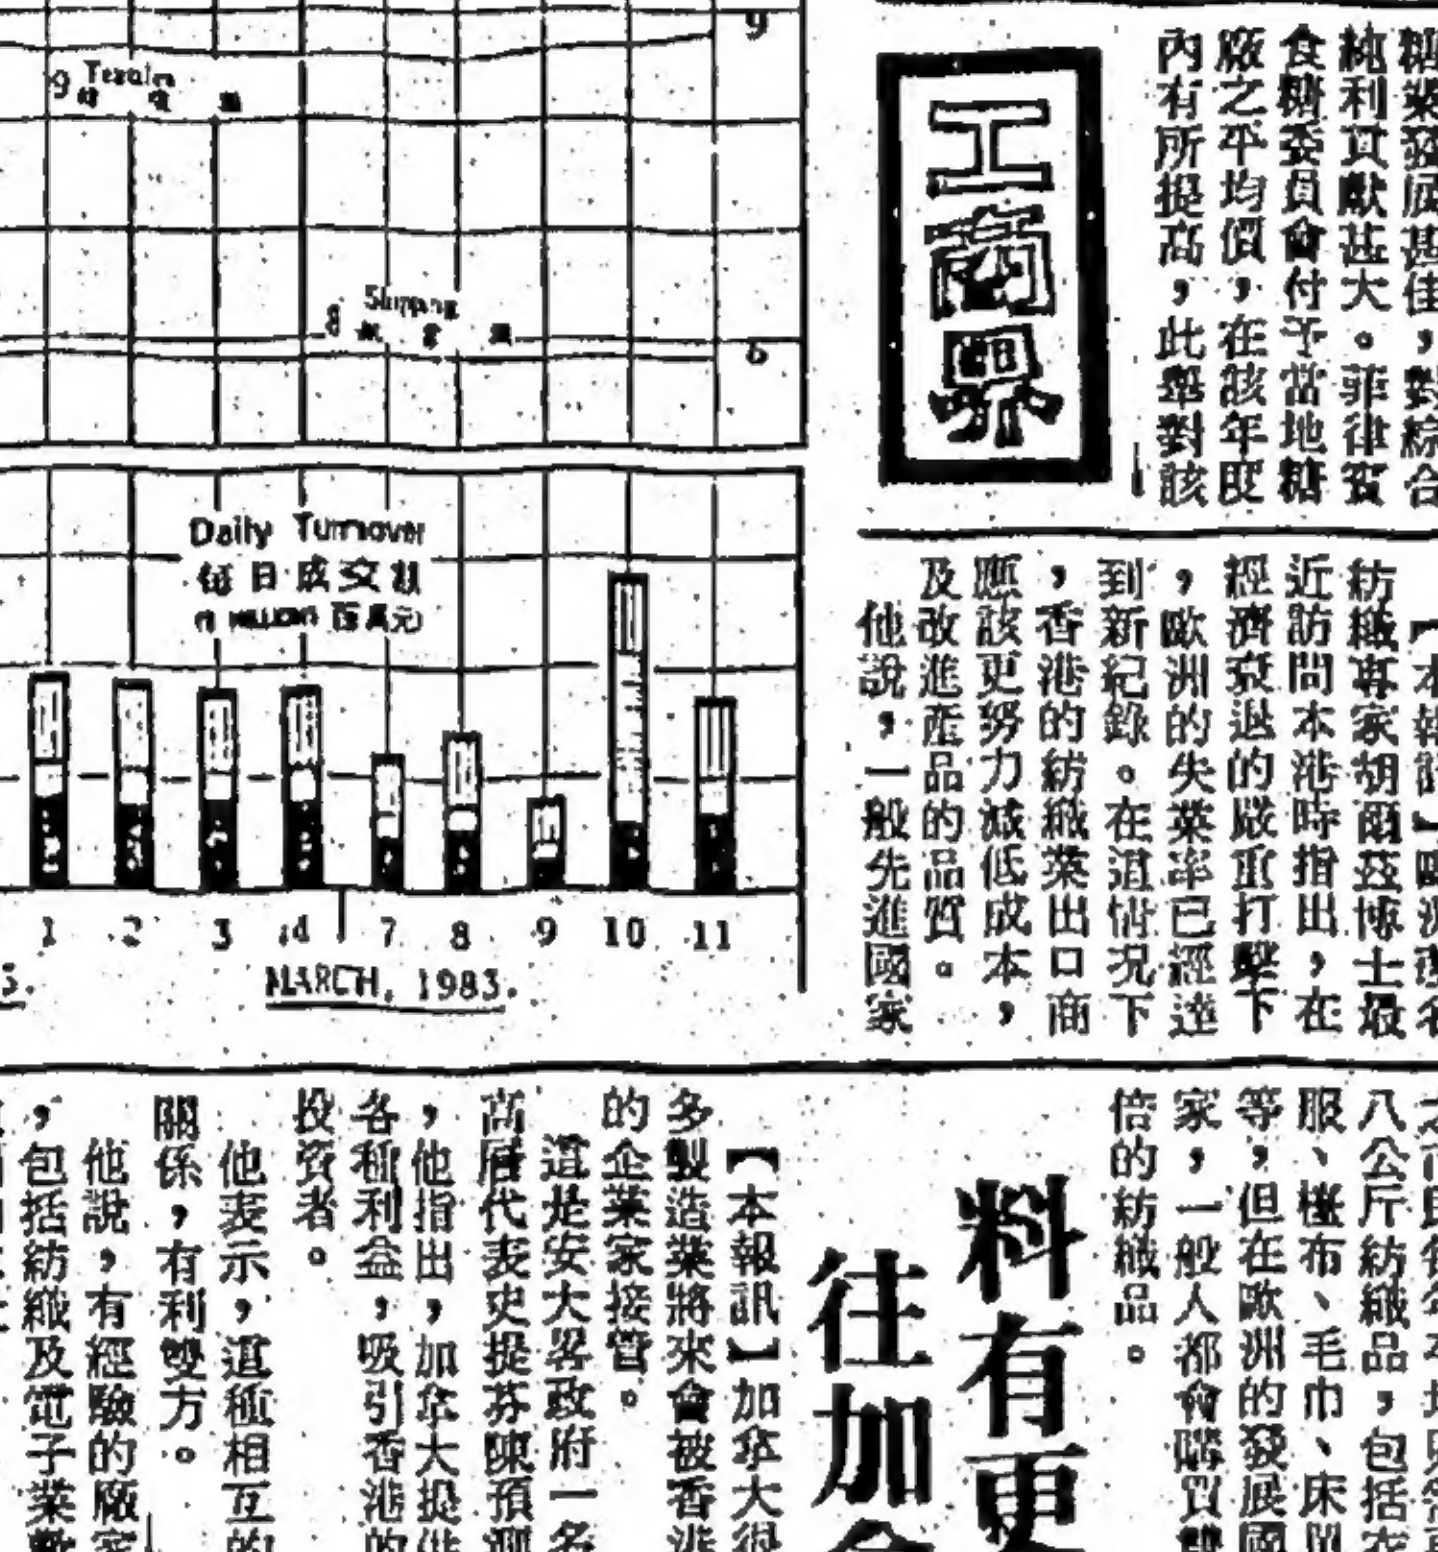 糖業發展甚佳，對綜合
純利貢獻甚大。菲律賓
食糖委員會付予當地糖
廠之平均價，在該年度
內有所提高，此舉對該
工商界
紡織專家胡爾茲博士最
近訪問本港時指出，在
經濟衰退的嚴重打擊下
，歐洲的失業率已經達
到新紀錄。在這情况下
，香港的紡織業出口商
應該更努力減低成本，
及改進產品的品質。
他說，一般先進國家
八公斤紡織品，包括衣
服、檯布、毛巾、床單
等，但在歐洲的發展國
家，一般人都會購買雙
倍的紡織品。
料有更
往加
【本報訊】加拿大很
多製造業將來會被香港
的企業家接管。
這是安大畧政府一名
高層代表史提芬陳預測
，他指出，加拿大提供
各種利益，吸引香港的
投資者。
他表示，這種相互的
關係，有利雙方。
他說，有經驗的廠家
，包括紡織及電子業數
9
9
8 Shipping
6
Daily Turnover
每日成交額
In Million 百萬元
1 2 3 4 7 8 9 10 11
MARCH, 1983.